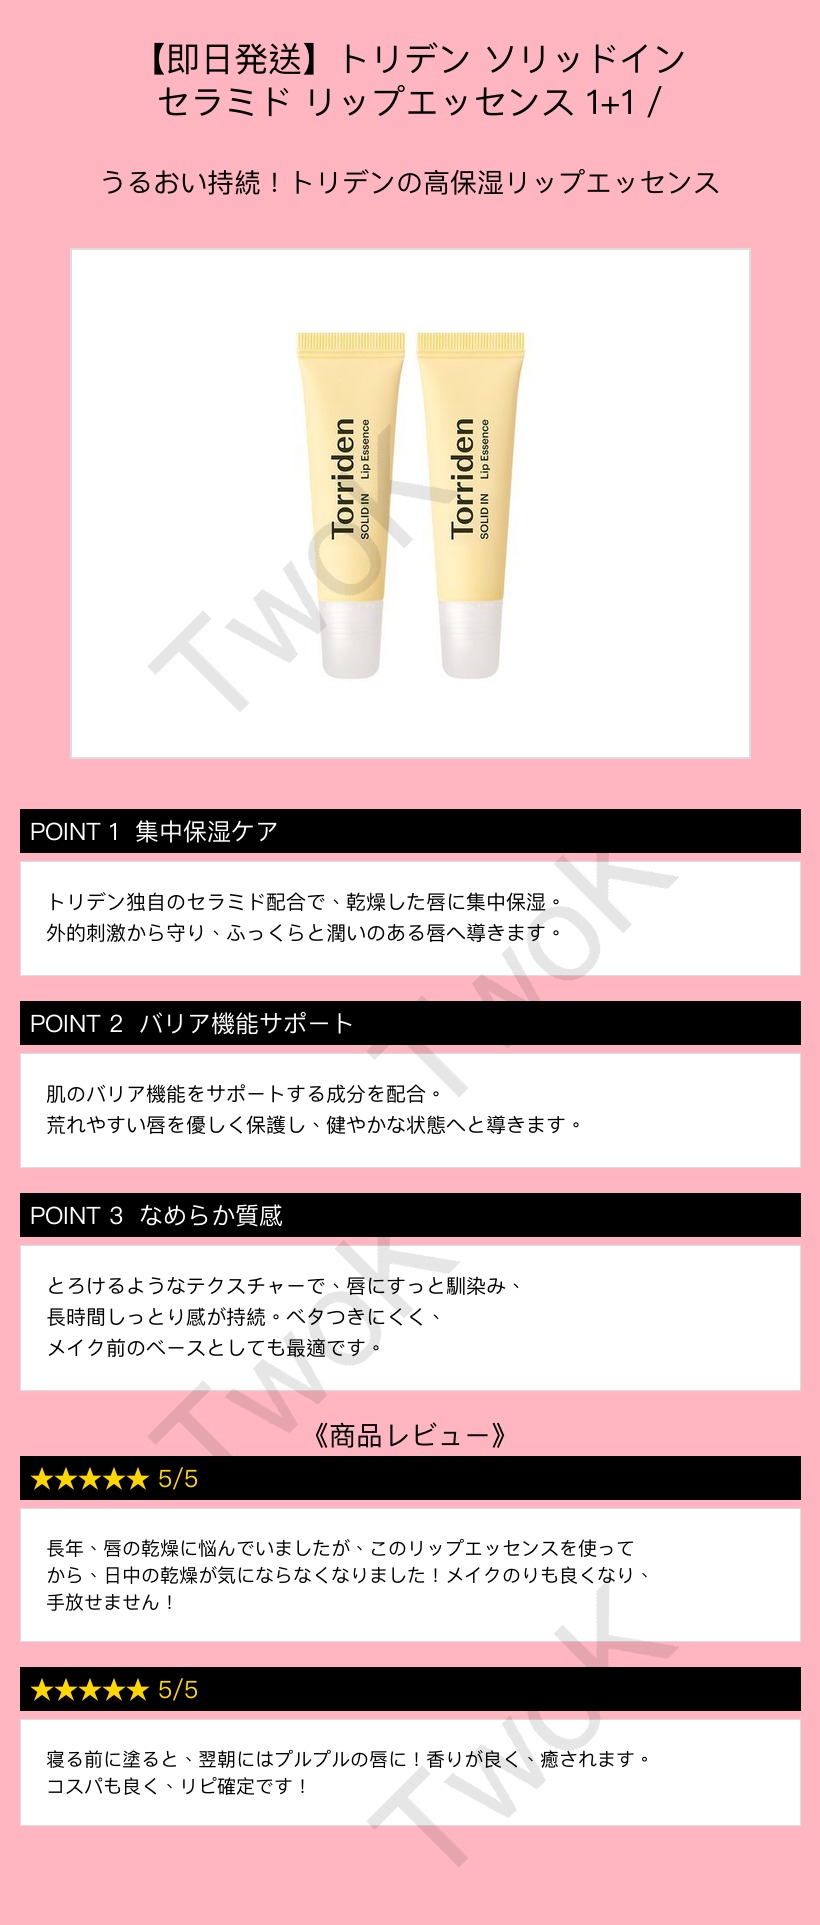 【即日発送】トリデン ソリッドイン
セラミド リップエッセンス 1+1 /
うるおい持続！トリデンの高保湿リップエッセンス
Torriden
SOLID IN Lip Essence
Torriden
SOLID IN Lip Essence
TwoK
POINT 1 集中保湿ケア
トリデン独自のセラミド配合で、乾燥した唇に集中保湿。
外的刺激から守り、ふっくらと潤いのある唇へ導きます。
TwoK
POINT 2 バリア機能サポート
肌のバリア機能をサポートする成分を配合。
荒れやすい唇を優しく保護し、健やかな状態へと導きます。
POINT 3 なめらか質感
とろけるようなテクスチャーで、唇にすっと馴染み、
長時間しっとり感が持続。ベタつきにくく、
メイク前のベースとしても最適です。
TwoK
《商品レビュー》
★★★★★ 5/5
長年、唇の乾燥に悩んでいましたが、このリップエッセンスを使って
から、日中の乾燥が気にならなくなりました！メイクのりも良くなり、
手放せません！
★★★★★ 5/5
寝る前に塗ると、翌朝にはプルプルの唇に！香りが良く、癒されます。
コスパも良く、リピ確定です！
TwoK